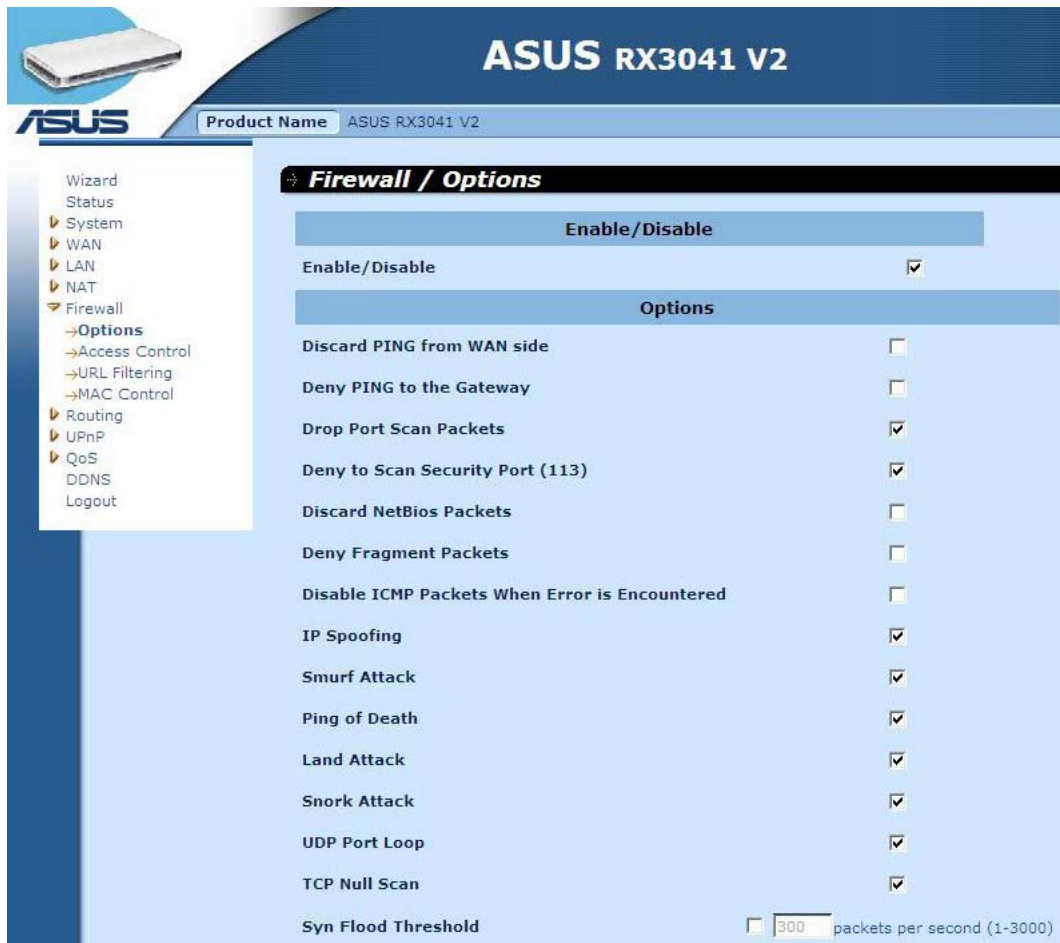 ASUS RX3041 V2
ASUS
Product Name ASUS RX3041 V2
Wizard
Status
System
WAN
LAN
NAT
Firewall
Options
Access Control
URL Filtering
MAC Control
Routing
UPnP
QoS
DDNS
Logout
Firewall / Options
Enable/Disable
Enable/Disable
Options
Discard PING from WAN side
Deny PING to the Gateway
Drop Port Scan Packets
Deny to Scan Security Port (113)
Discard NetBios Packets
Deny Fragment Packets
Disable ICMP Packets When Error is Encountered
IP Spoofing
Smurf Attack
Ping of Death
Land Attack
Snork Attack
UDP Port Loop
TCP Null Scan
Syn Flood Threshold 300 packets per second (1-3000)